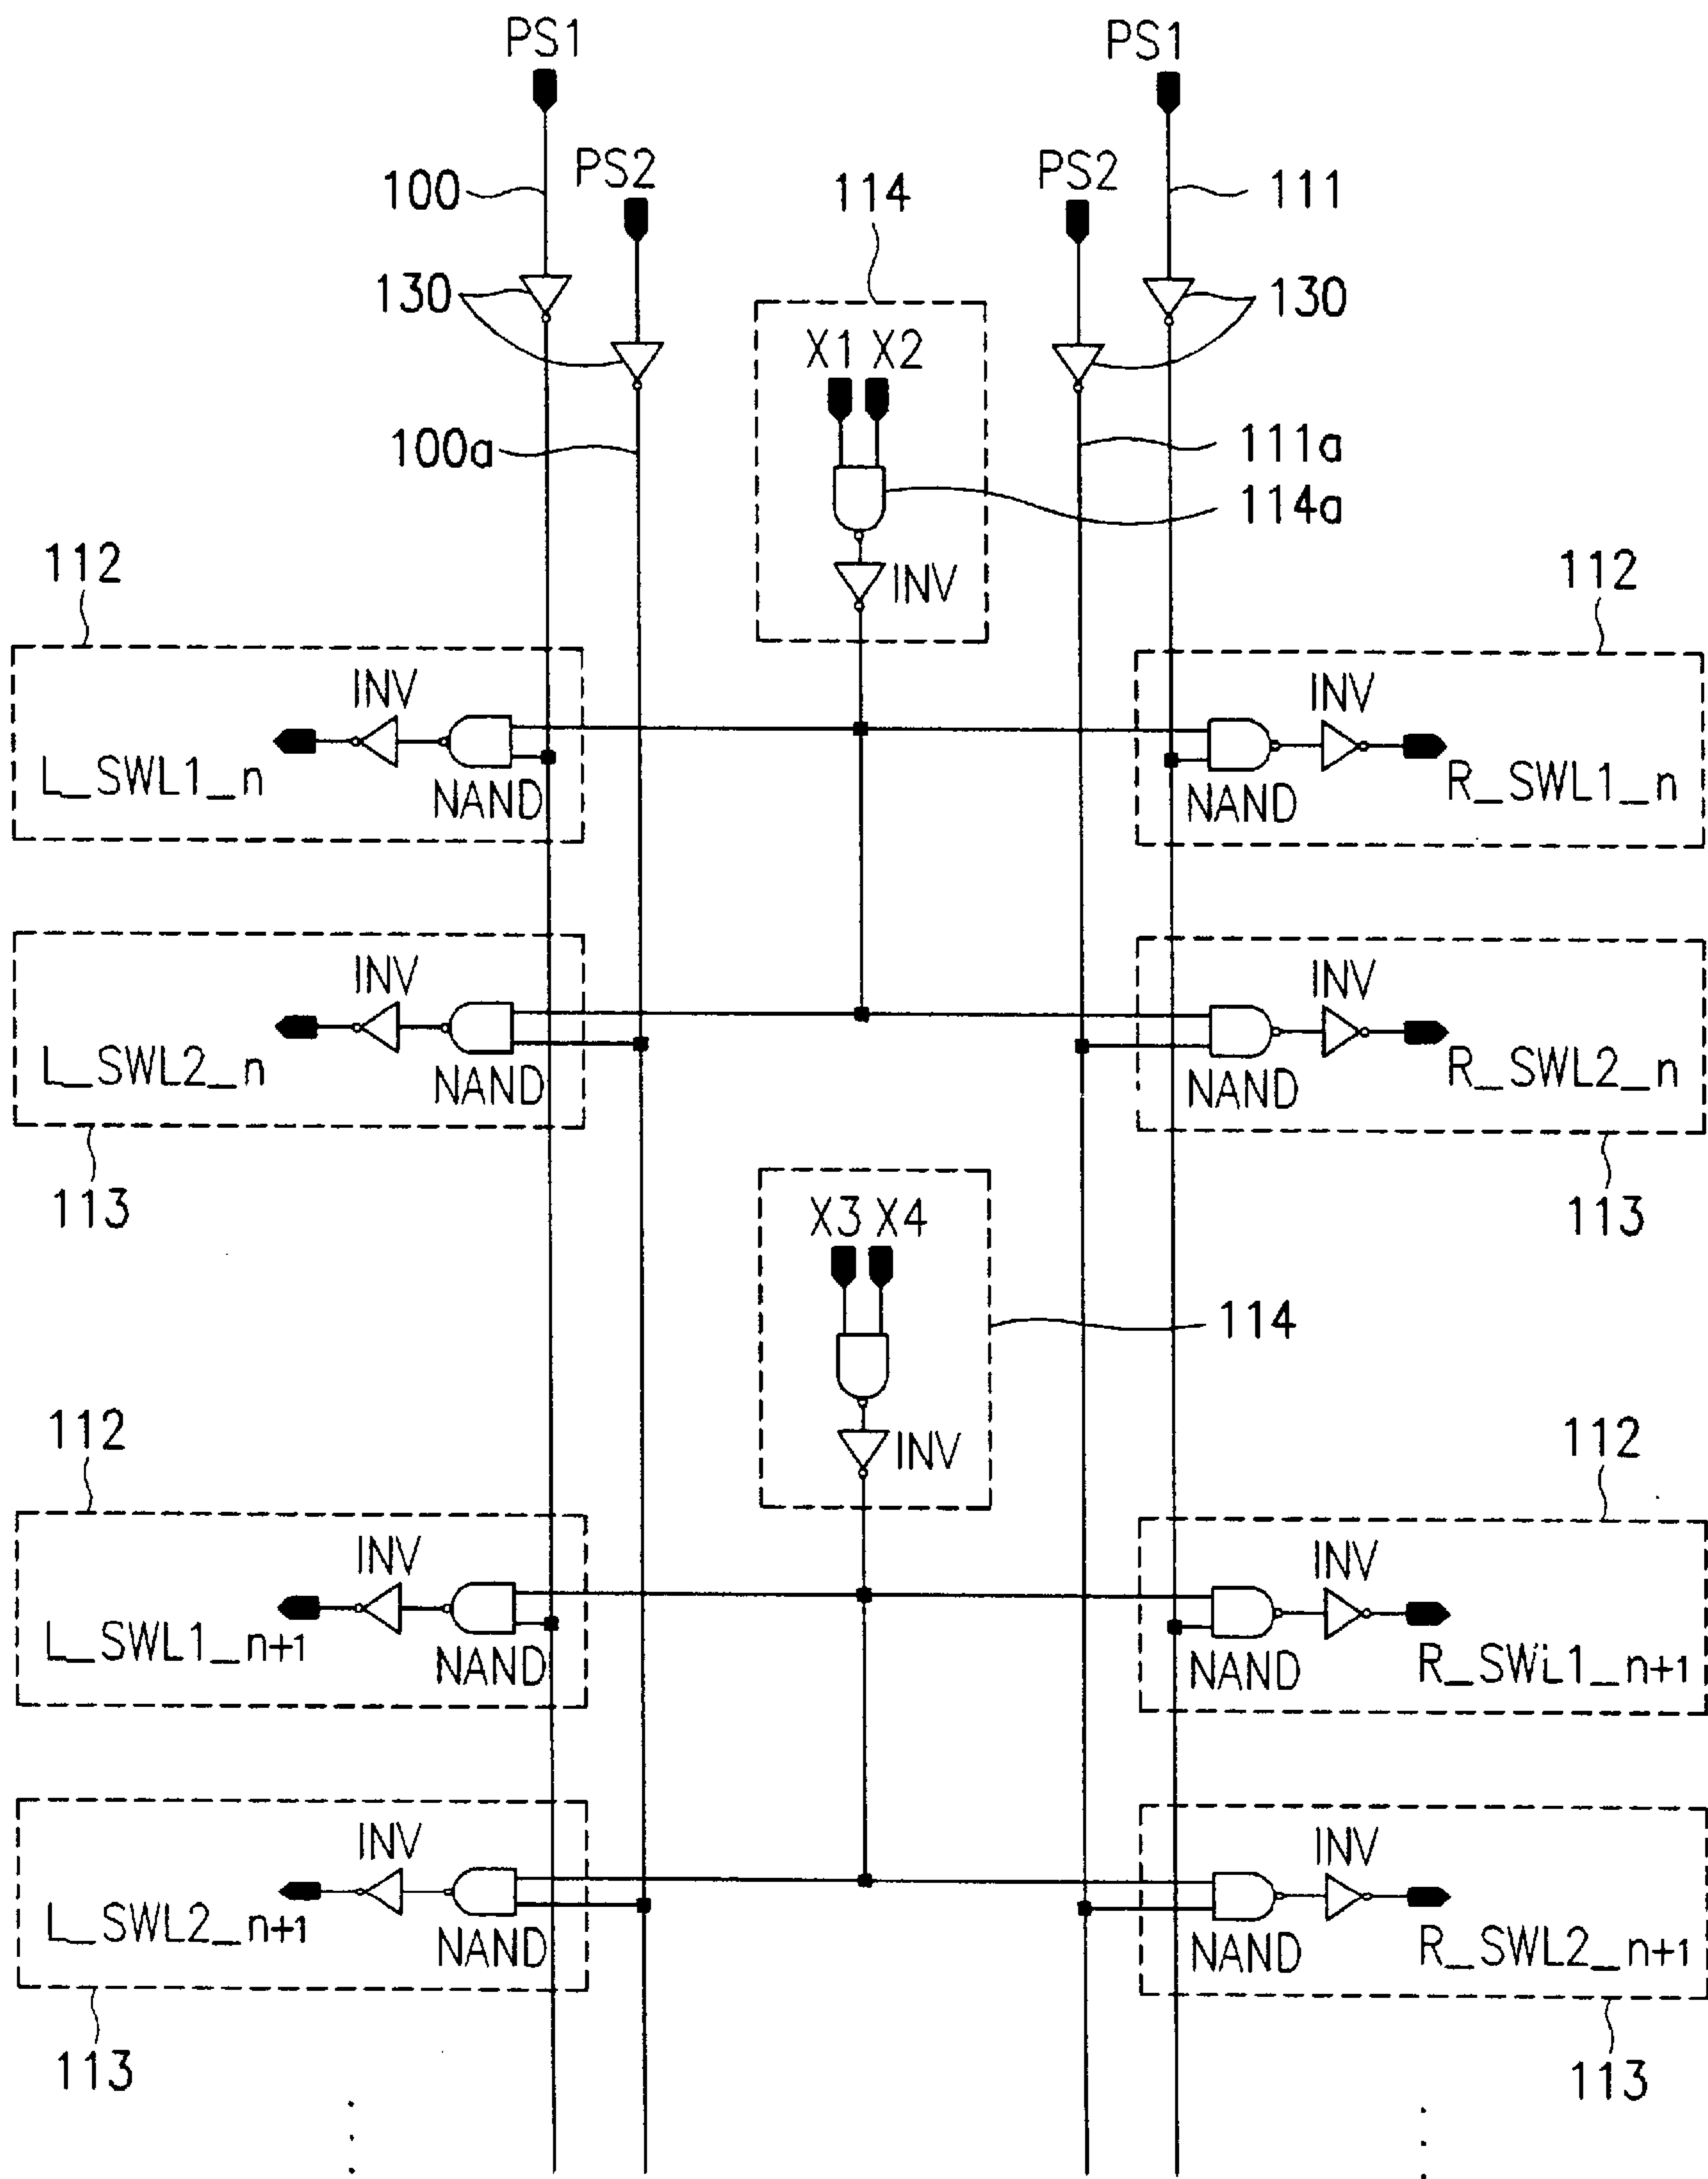 PS1 PS1
PS2 PS2
100 114 111
130 130
X1 X2
100a 111a
114a
INV
112 112
INV INV
L_SWL1_n R_SWL1_n
NAND NAND
INV INV
L_SWL2_n R_SWL2_n
NAND NAND
113 113
X3 X4
114
INV
112 112
INV INV
L_SWL1_n+1 R_SWL1_n+1
NAND NAND
INV INV
L_SWL2_n+1 R_SWL2_n+1
NAND NAND
113 113